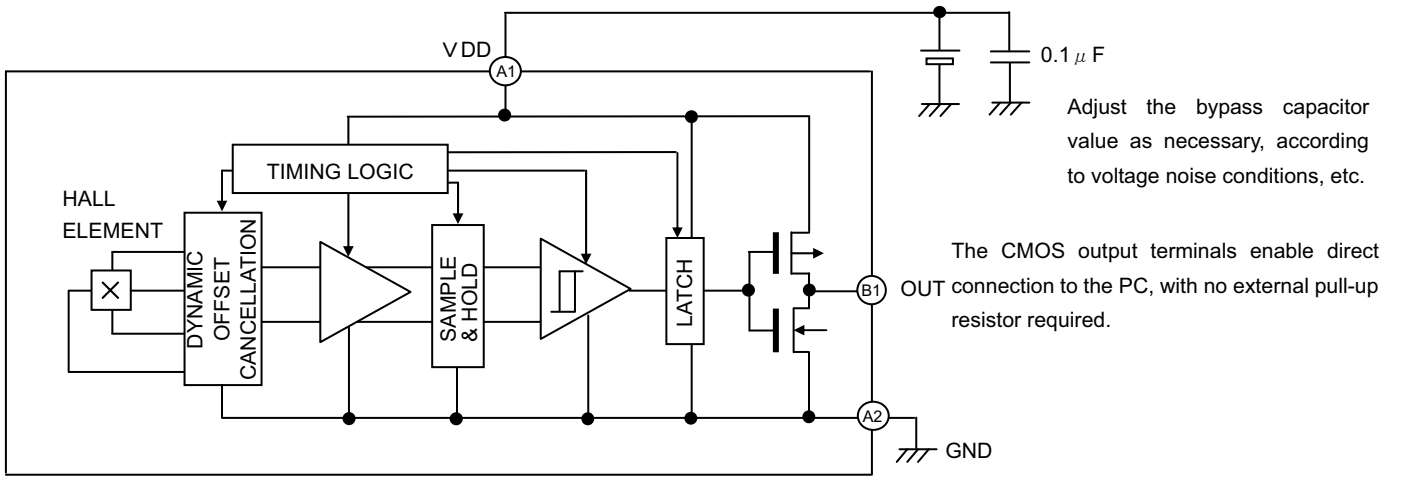 VDD
A1
0.1μF
Adjust the bypass capacitor
value as necessary, according
to voltage noise conditions, etc.
TIMING LOGIC
HALL
ELEMENT
DYNAMIC
OFFSET
CANCELLATION
SAMPLE
& HOLD
LATCH
B1
OUT
The CMOS output terminals enable direct
connection to the PC, with no external pull-up
resistor required.
A2
GND